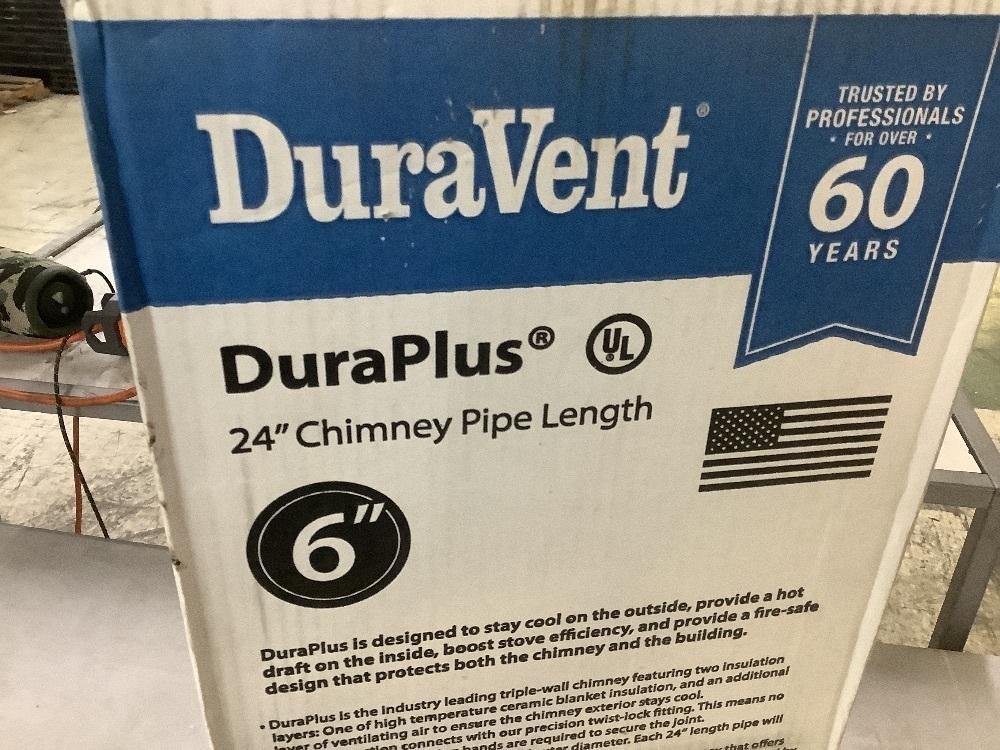 DuraVent®
TRUSTED BY
PROFESSIONALS
· FOR OVER ·
60
YEARS
DuraPlus® UL
24" Chimney Pipe Length
6"
DuraPlus is designed to stay cool on the outside, provide a hot
draft on the inside, boost stove efficiency, and provide a fire-safe
design that protects both the chimney and the building.
• DuraPlus is the industry leading triple-wall chimney featuring two insulation
layers: One of high temperature ceramic blanket insulation, and an additional
layer of ventilating air to ensure the chimney exterior stays cool.
connects with our precision twist-lock fitting. This means no
bands are required to secure the joint.
diameter. Each 24" length pipe will
that offers